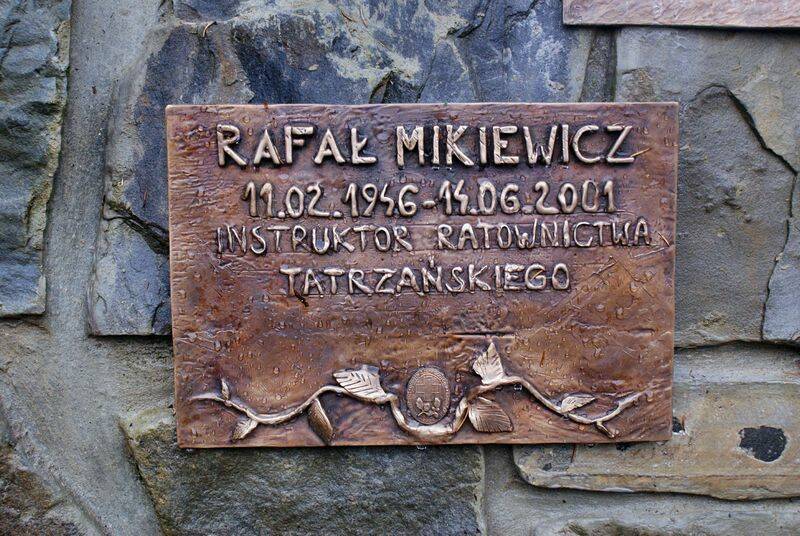 RAFAŁ MIKIEWICZ
11.02.1946-14.06.2001
INSTRUKTOR RATOWNICTWA
TATRZAŃSKIEGO